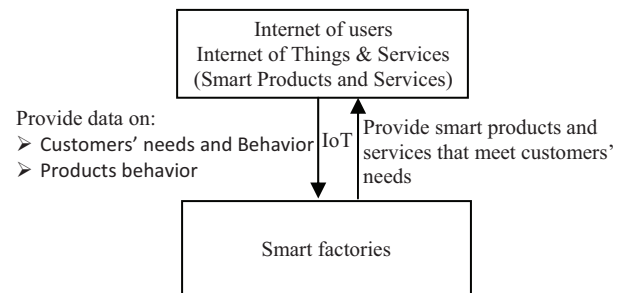 Internet of users
Internet of Things & Services
(Smart Products and Services)
Provide data on:
➢ Customers’ needs and Behavior
➢ Products behavior
IoT
Provide smart products and
services that meet customers’
needs
Smart factories